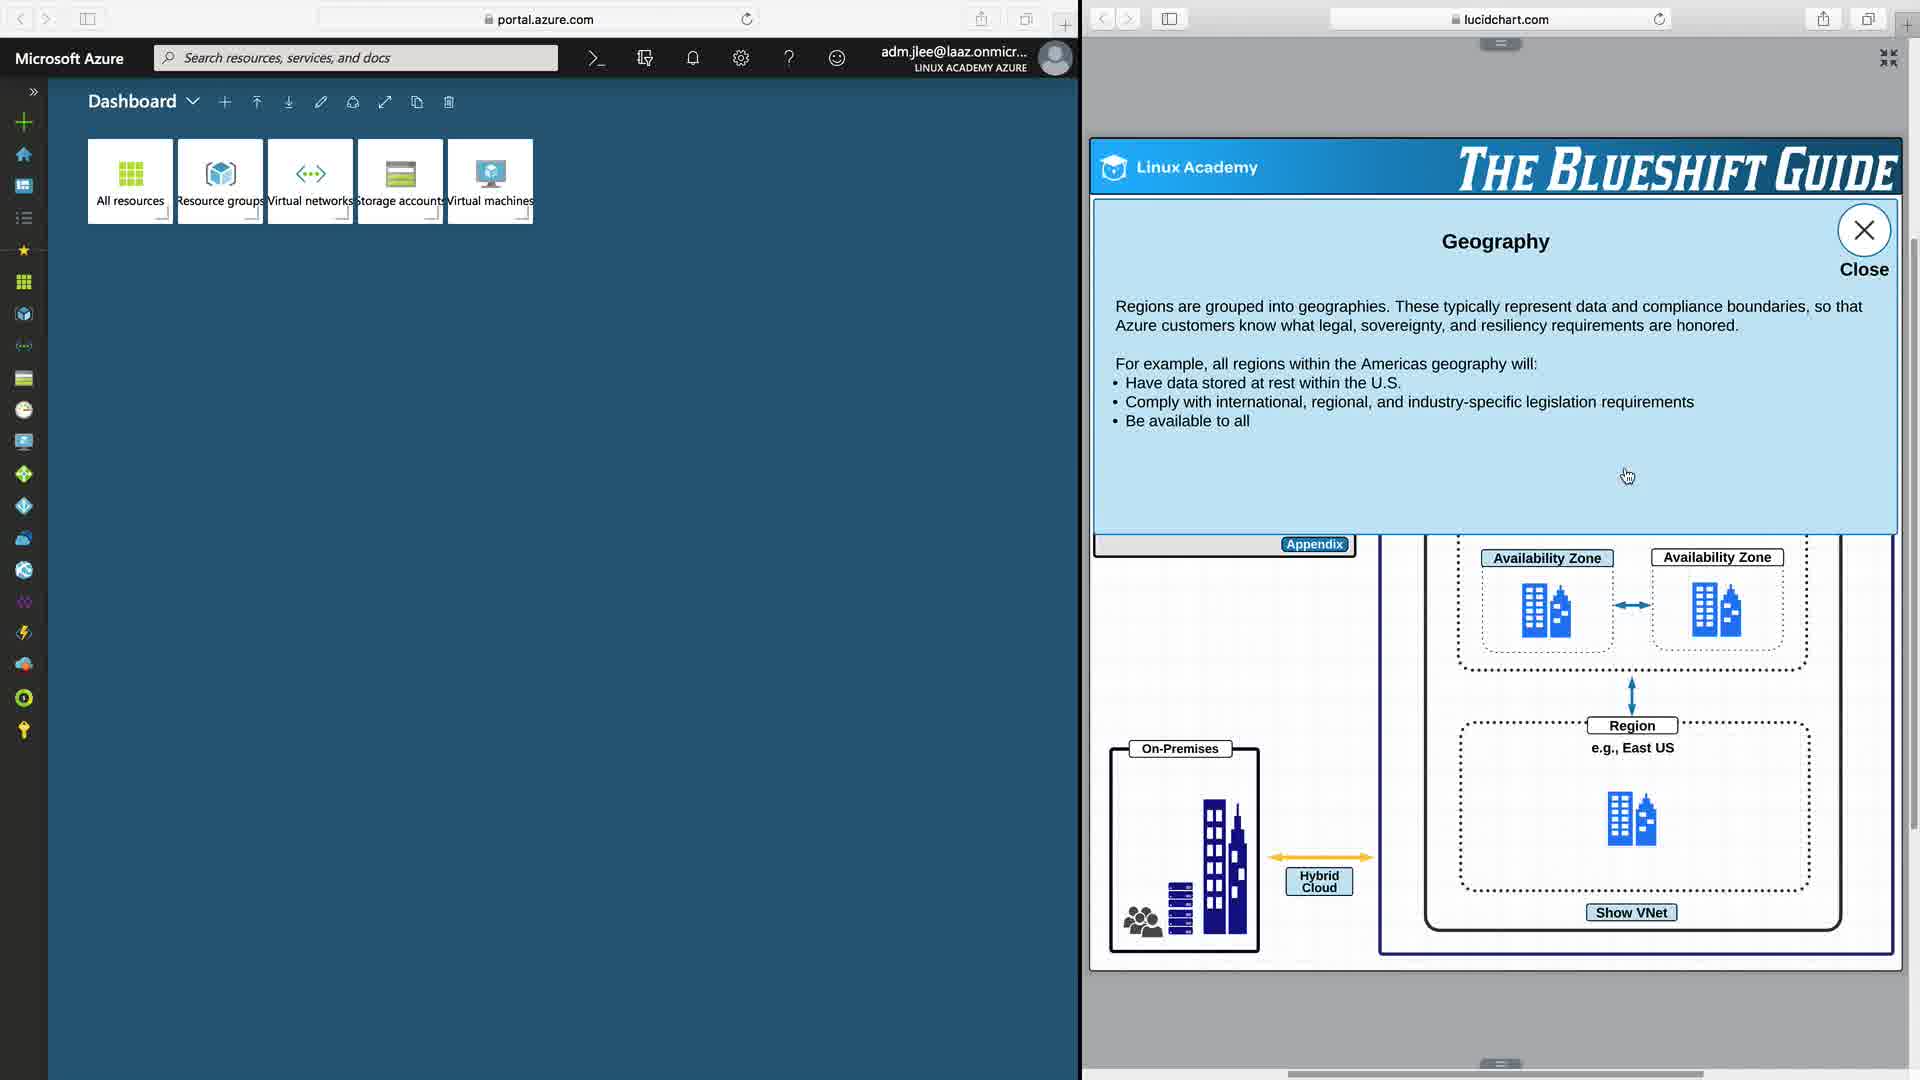 portal.azure.com
Microsoft Azure
Search resources, services, and docs
adm.jlee@laaz.onmicr...
LINUX ACADEMY AZURE
Dashboard
All resources
Resource groups
Virtual networks
Storage accounts
Virtual machines
lucidchart.com
Linux Academy
THE BLUESHIFT GUIDE
Geography
Close
Regions are grouped into geographies. These typically represent data and compliance boundaries, so that
Azure customers know what legal, sovereignty, and resiliency requirements are honored.
For example, all regions within the Americas geography will:
• Have data stored at rest within the U.S.
• Comply with international, regional, and industry-specific legislation requirements
• Be available to all
Appendix
Availability Zone
Availability Zone
Region
e.g., East US
On-Premises
Hybrid
Cloud
Show VNet